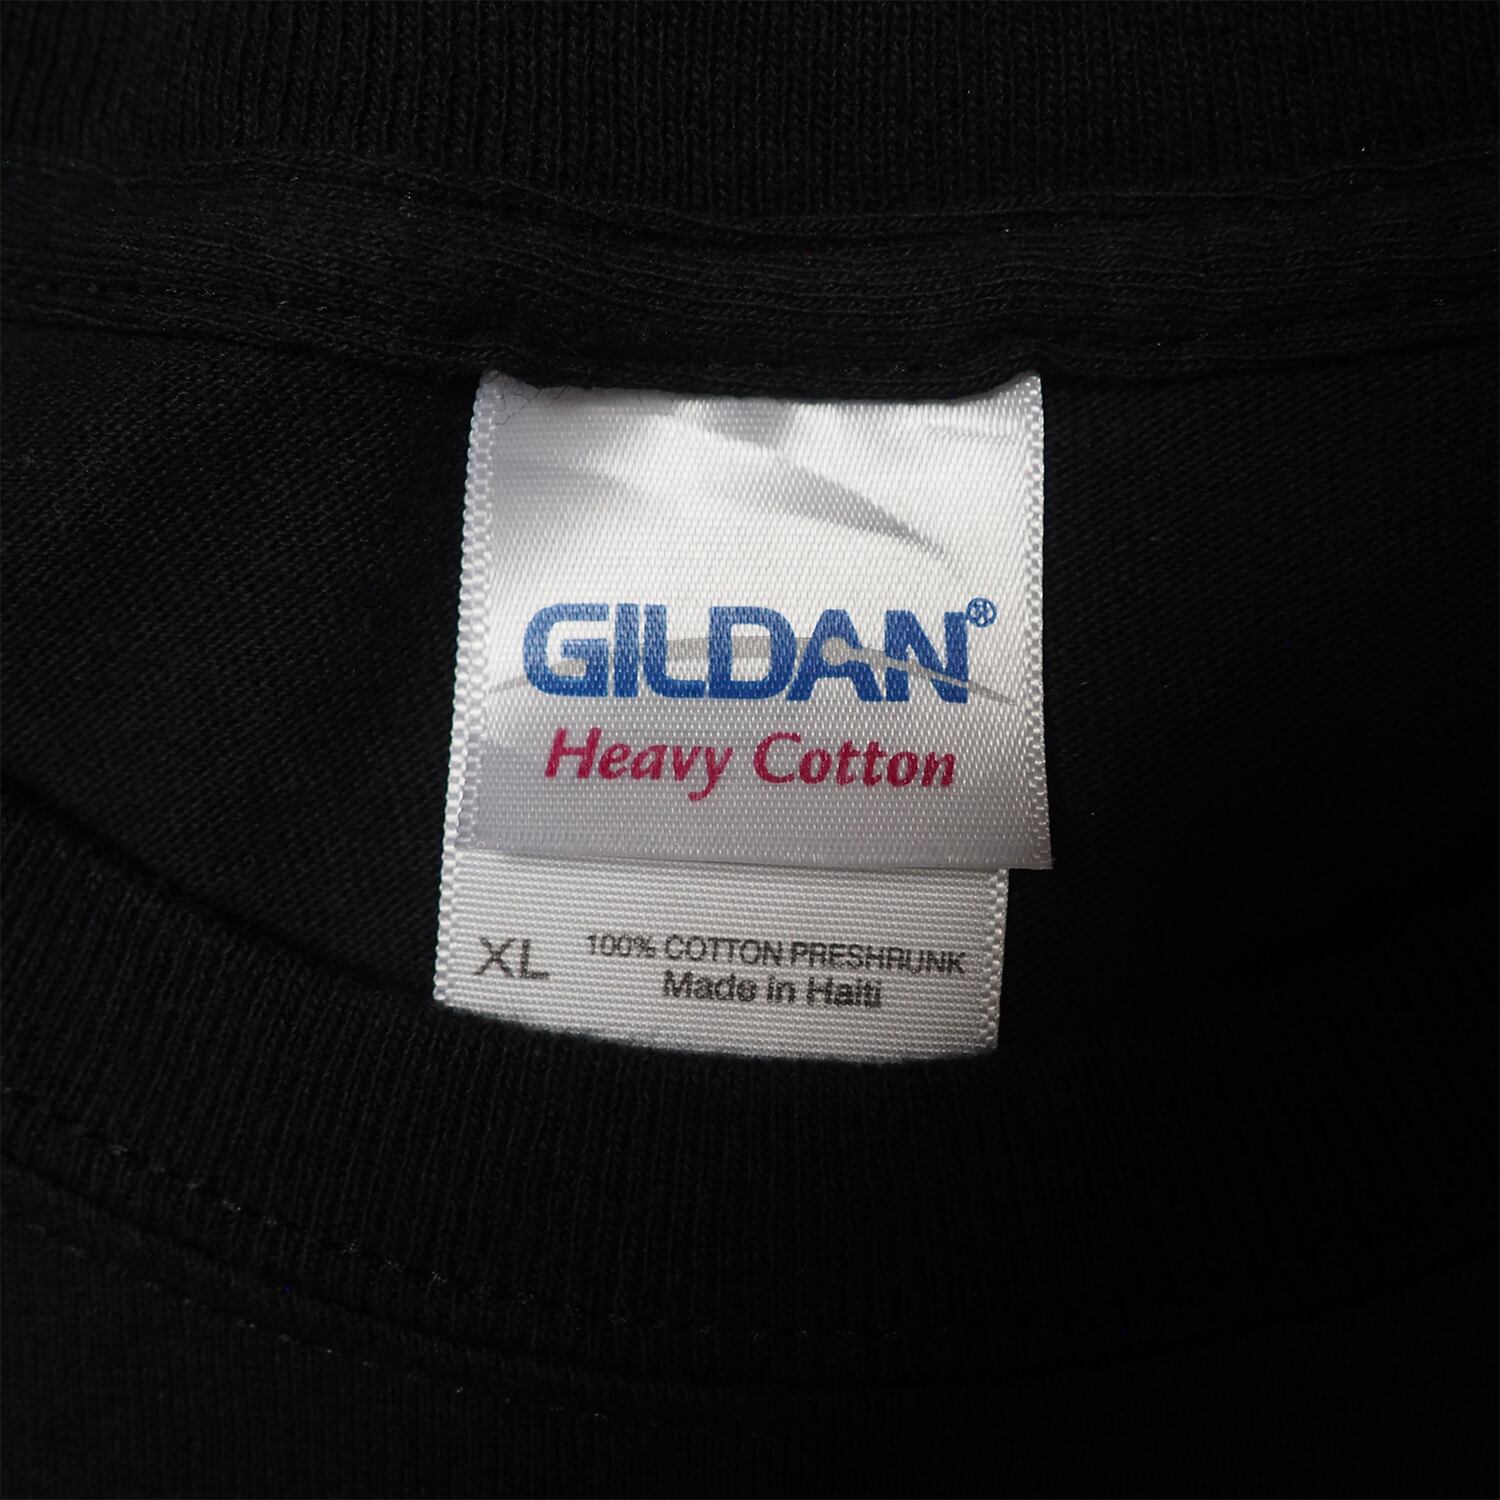 GILDAN®
Heavy Cotton
XL 100% COTTON PRESHRUNK
Made in Haiti